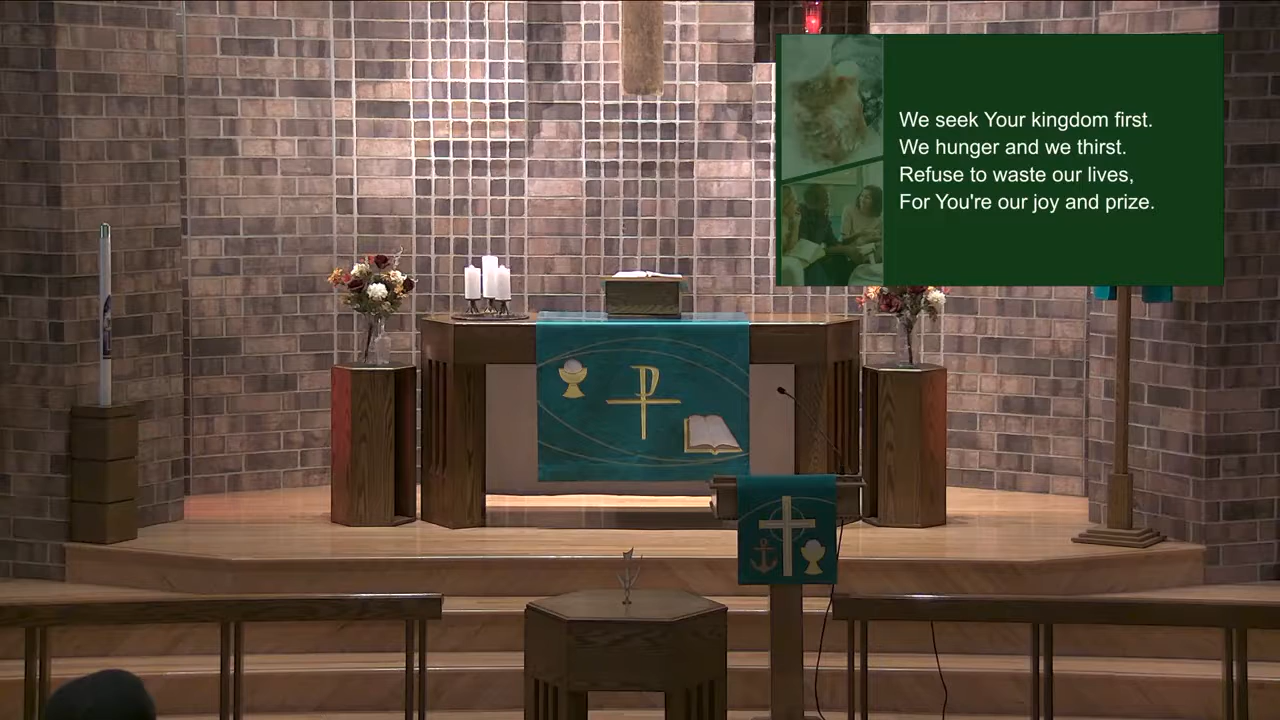 We seek Your kingdom first.
We hunger and we thirst.
Refuse to waste our lives,
For You're our joy and prize.